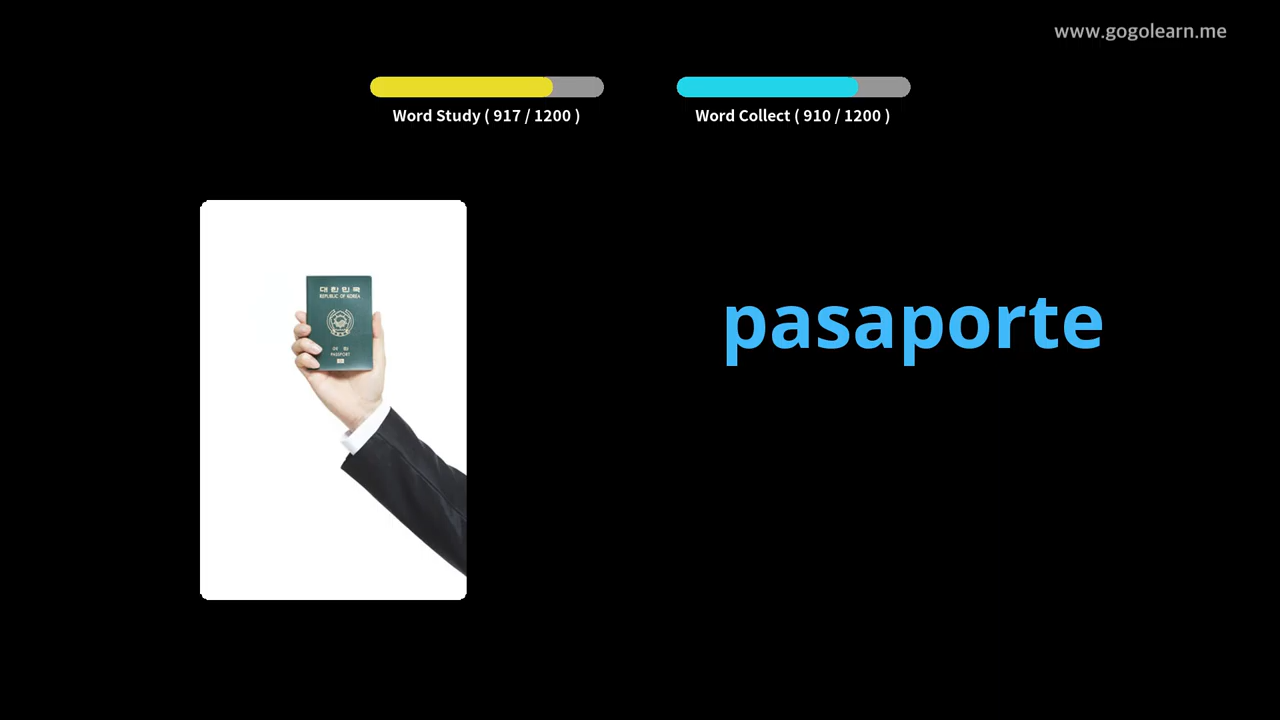 www.gogolearn.me
Word Study ( 917 / 1200 )
Word Collect ( 910 / 1200 )
대한민국
REPUBLIC OF KOREA
PASSPORT
pasaporte